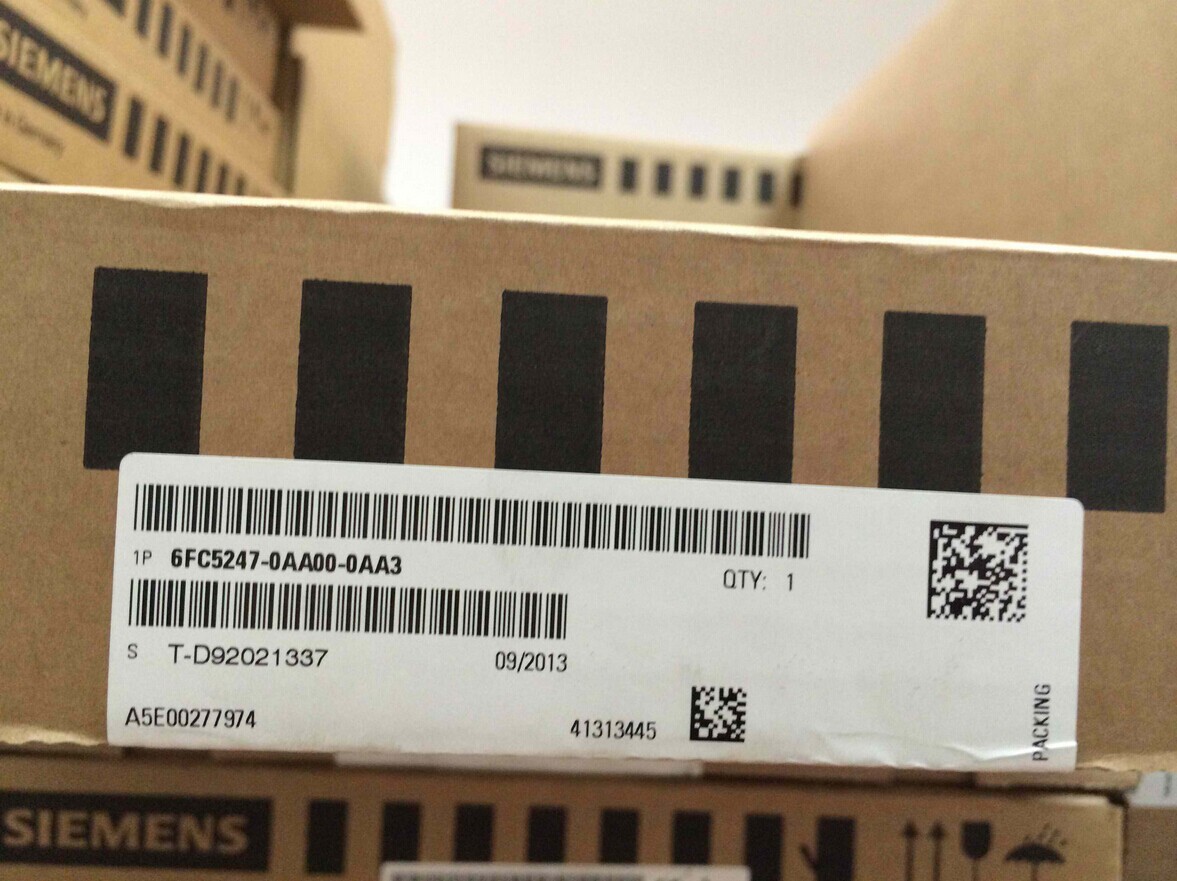 SIEMENS
SIEMENS
1P 6FC5247-0AA00-0AA3
QTY: 1
S T-D92021337
09/2013
A5E00277974
41313445
PACKING
SIEMENS